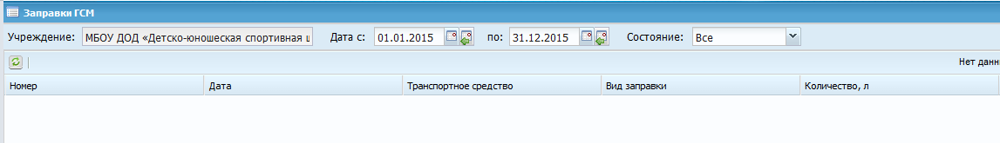 Заправки ГСМ
Учреждение: МБОУ ДОД «Детско-юношеская спортивная ш Дата с: 01.01.2015 по: 31.12.2015 Состояние: Все
Нет данн
Номер Дата Транспортное средство Вид заправки Количество, л